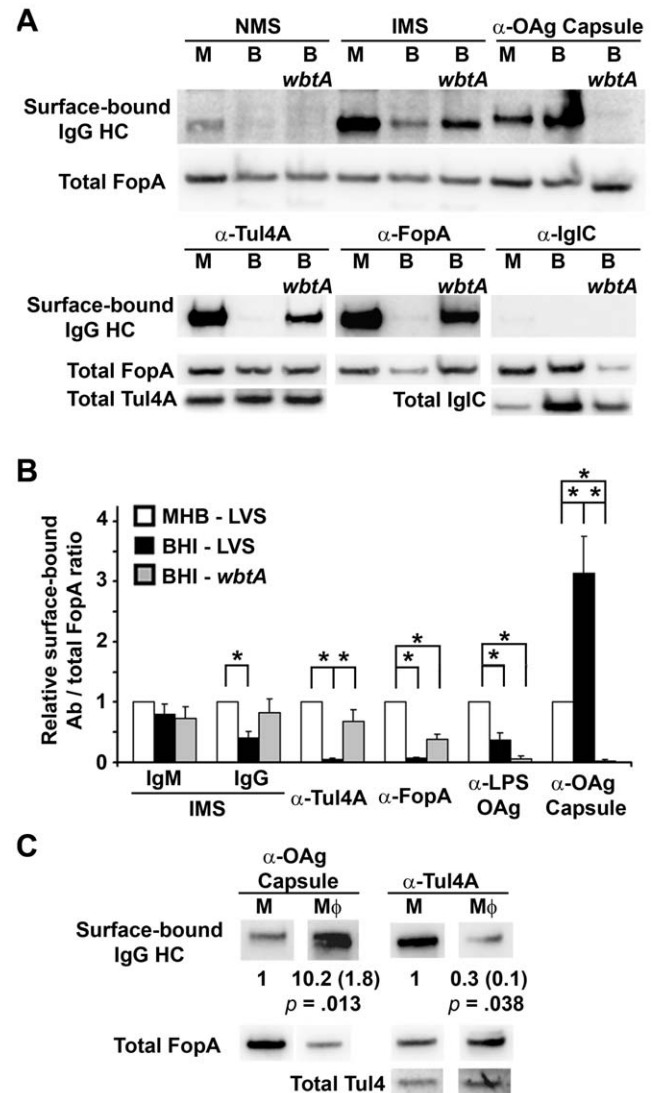 A
NMS IMS α-OAg Capsule
M B B M B B M B B
wbtA wbtA wbtA
Surface-bound
IgG HC
Total FopA
α-Tul4A α-FopA α-IglC
M B B M B B M B B
wbtA wbtA wbtA
Surface-bound
IgG HC
Total FopA
Total Tul4A Total IglC
B
Relative surface-bound
Ab / total FopA ratio
4
3
2
1
0
MHB - LVS
BHI - LVS
BHI - wbtA
* * * * * * * * * *
IgM IgG
IMS
α-Tul4A α-FopA α-LPS
OAg
α-OAg
Capsule
C
α-OAg
Capsule
α-Tul4A
M Mϕ M Mϕ
Surface-bound
IgG HC
1 10.2 (1.8) 1 0.3 (0.1)
p = .013 p = .038
Total FopA
Total Tul4